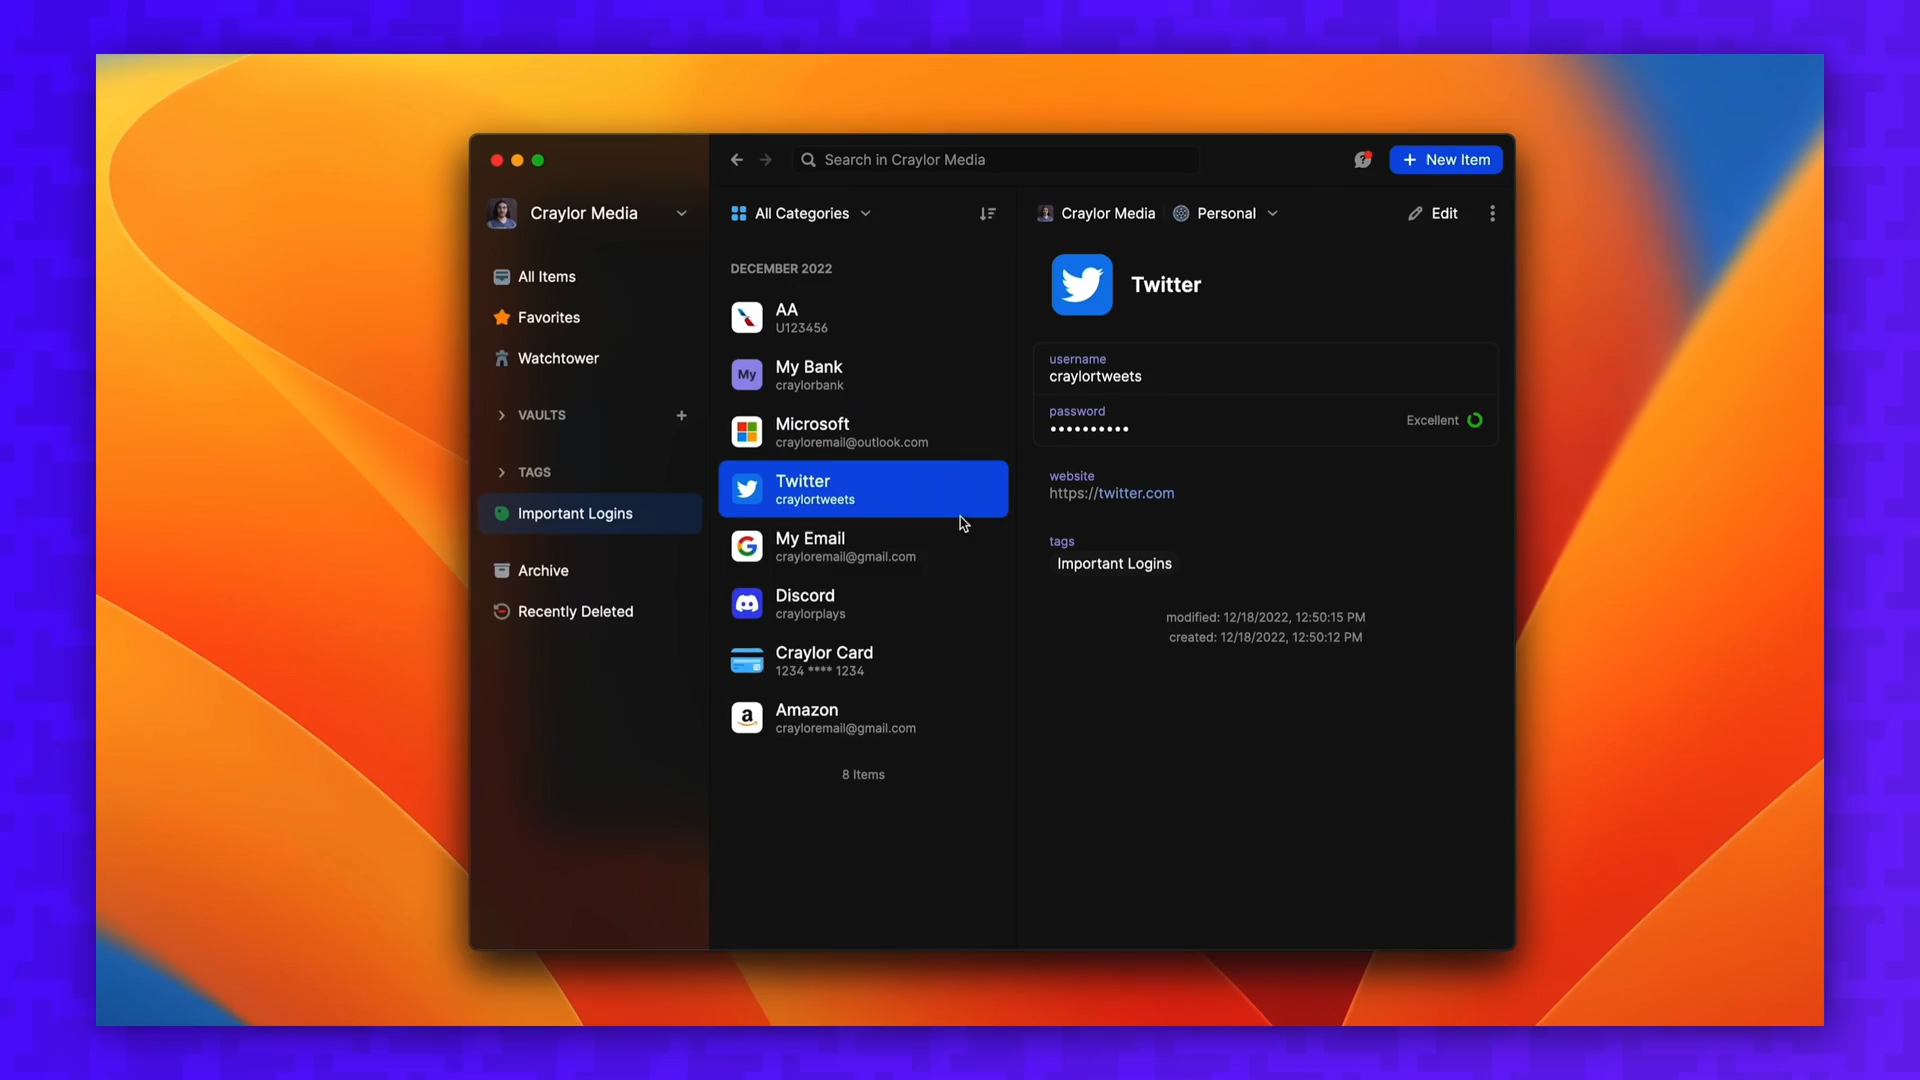 Craylor Media
All Items
Favorites
Watchtower
VAULTS
TAGS
Important Logins
Archive
Recently Deleted
Search in Craylor Media
New Item
All Categories
DECEMBER 2022
AA
U123456
My
My Bank
craylorbank
Microsoft
crayloremail@outlook.com
Twitter
craylortweets
My Email
crayloremail@gmail.com
Discord
craylorplays
Craylor Card
1234 **** 1234
Amazon
crayloremail@gmail.com
8 Items
Craylor Media Personal
Edit
Twitter
username
craylortweets
password
••••••••••
Excellent
website
https://twitter.com
tags
Important Logins
modified: 12/18/2022, 12:50:15 PM
created: 12/18/2022, 12:50:12 PM